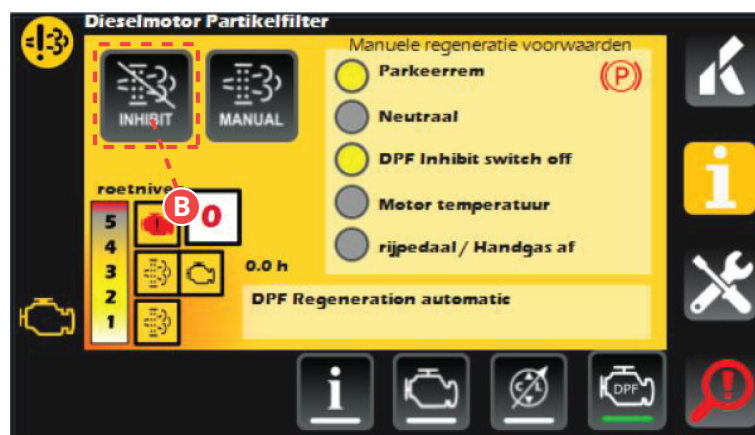 Dieselmotor Partikelfilter
Manuele regeneratie voorwaarden
INHIBIT
MANUAL
Parkeerrem
(P)
Neutraal
DPF Inhibit switch off
Motor temperatuur
rijpedaal / Handgas af
B
roetnive
0
5
4
3
2
1
0.0 h
DPF Regeneration automatic
i
i
C L
DPF